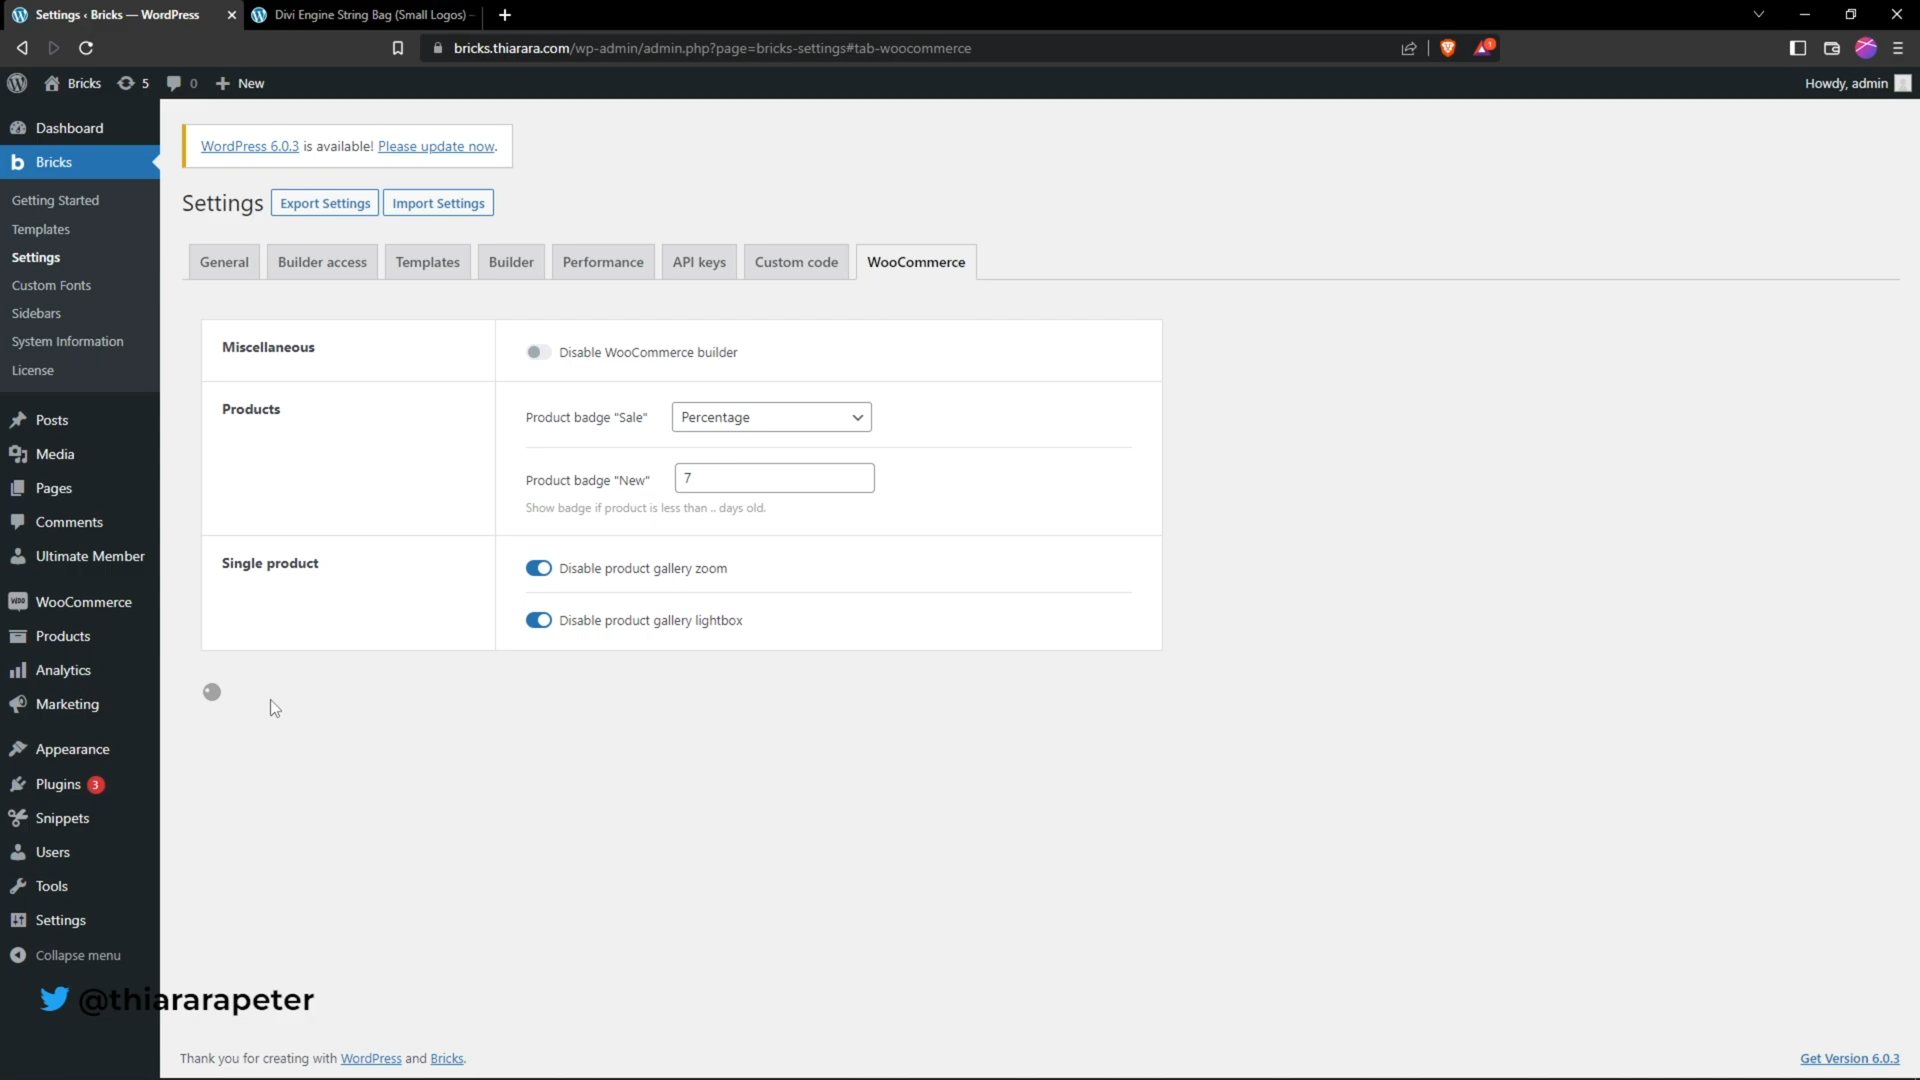 Settings ‹ Bricks — WordPress
Divi Engine String Bag (Small Logos) –
bricks.thiarara.com/wp-admin/admin.php?page=bricks-settings#tab-woocommerce
1
Bricks
5
0
New
Howdy, admin
Dashboard
Bricks
Getting Started
Templates
Settings
Custom Fonts
Sidebars
System Information
License
Posts
Media
Pages
Comments
Ultimate Member
WooCommerce
Products
Analytics
Marketing
Appearance
Plugins 3
Snippets
Users
Tools
Settings
Collapse menu
WordPress 6.0.3 is available! Please update now.
Settings
Export Settings
Import Settings
General
Builder access
Templates
Builder
Performance
API keys
Custom code
WooCommerce
Miscellaneous
Disable WooCommerce builder
Products
Product badge "Sale"
Percentage
Product badge "New"
7
Show badge if product is less than .. days old.
Single product
Disable product gallery zoom
Disable product gallery lightbox
@thiararapeter
Thank you for creating with WordPress and Bricks.
Get Version 6.0.3